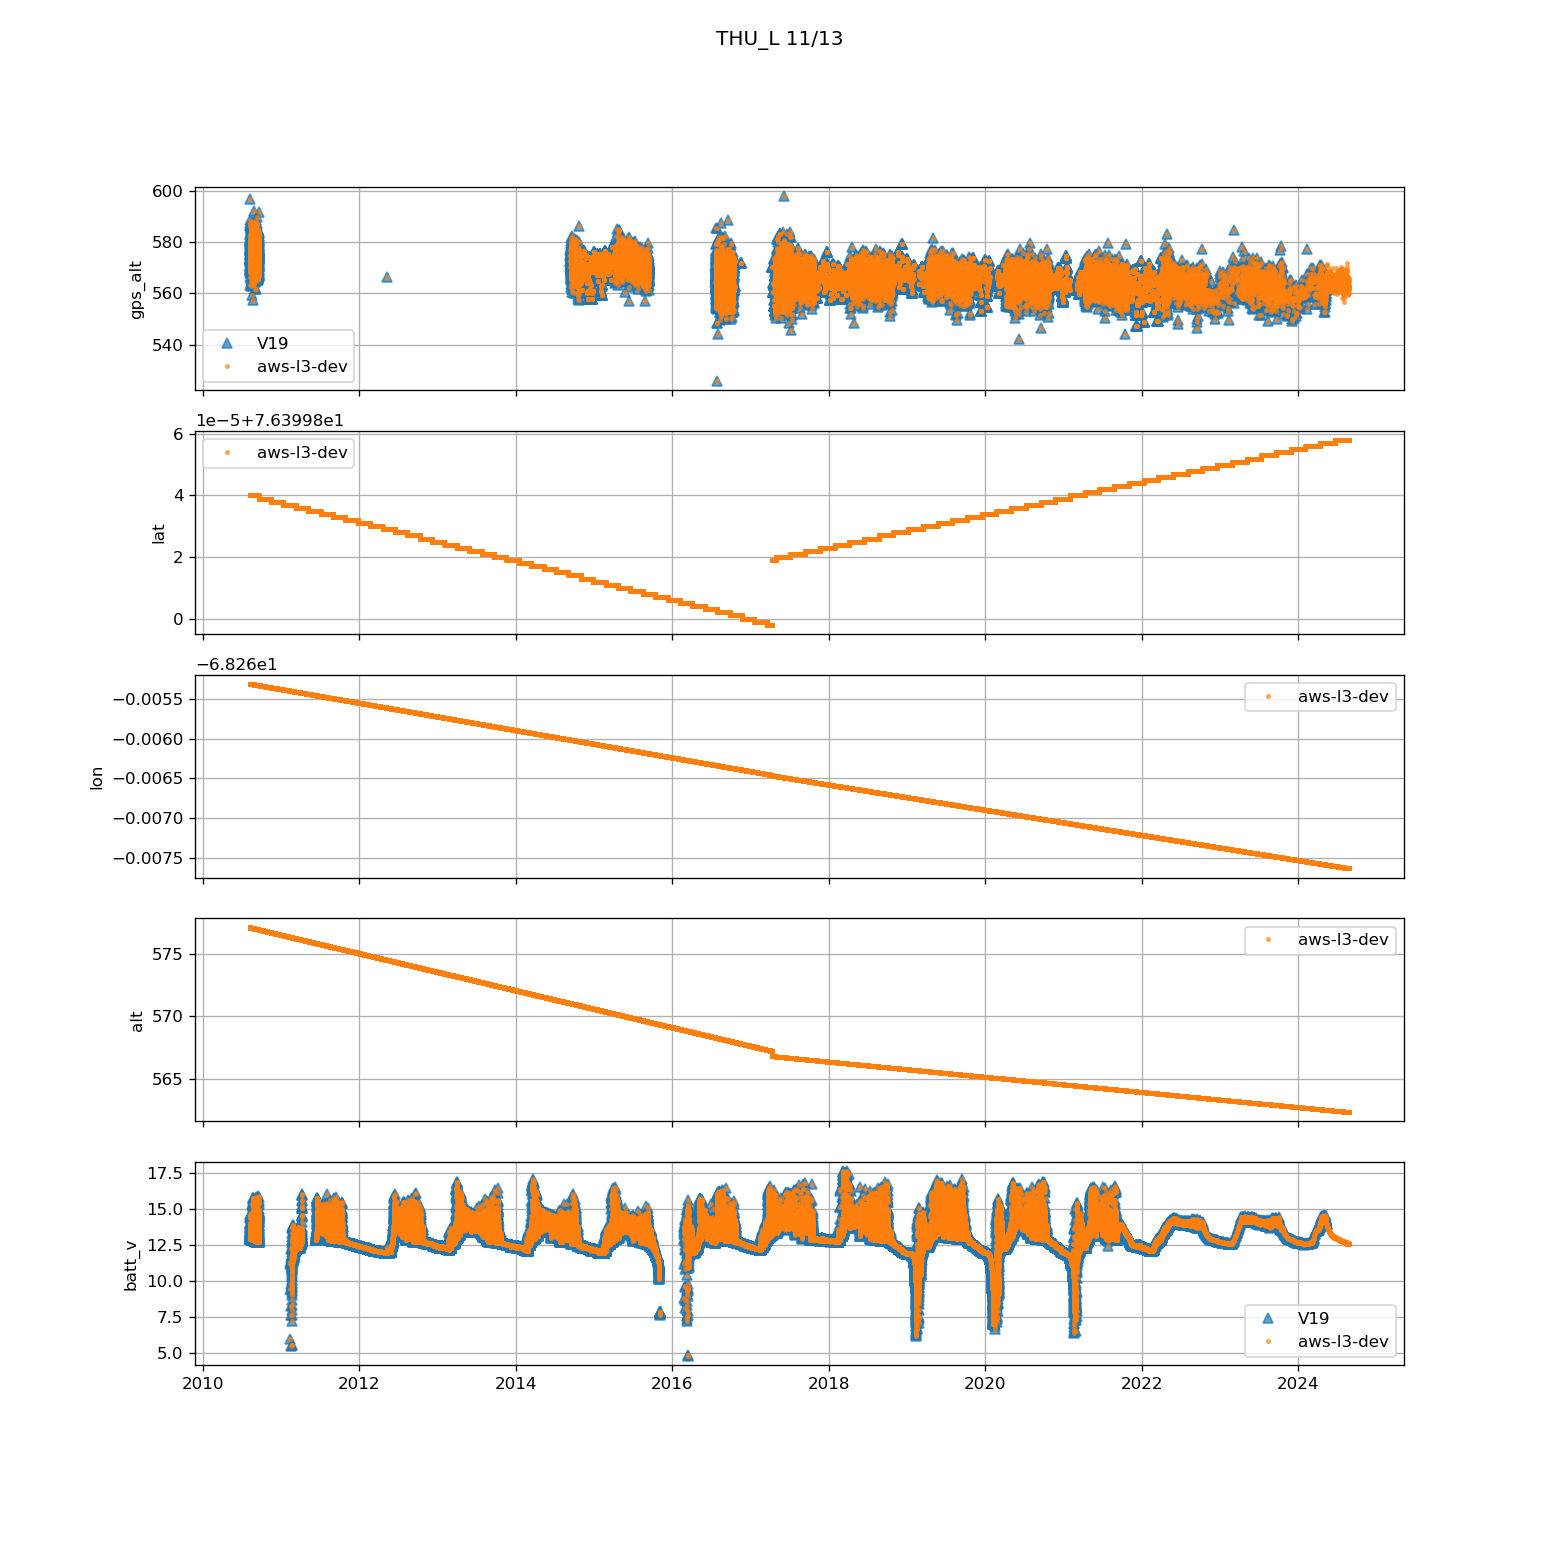 THU_L 11/13
600
580
560
540
gps_alt
V19
aws-l3-dev
1e−5+7.63998e1
6
4
2
0
lat
aws-l3-dev
−6.826e1
−0.0055
−0.0060
−0.0065
−0.0070
−0.0075
lon
aws-l3-dev
575
570
565
alt
aws-l3-dev
17.5
15.0
12.5
10.0
7.5
5.0
batt_v
V19
aws-l3-dev
2010 2012 2014 2016 2018 2020 2022 2024